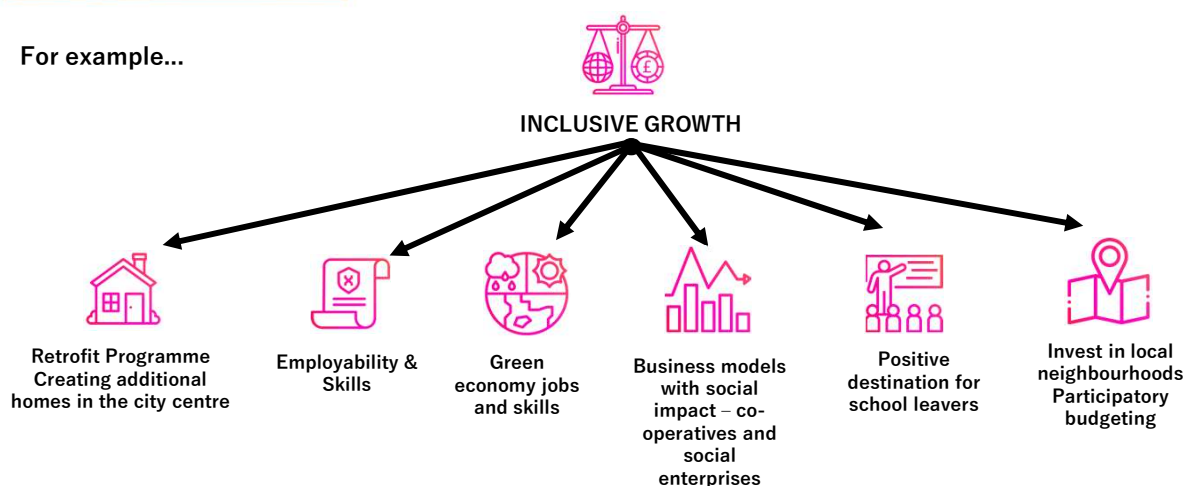 For example...
£
INCLUSIVE GROWTH
Retrofit Programme
Creating additional
homes in the city centre
Employability &
Skills
Green
economy jobs
and skills
Business models
with social
impact – co-
operatives and
social
enterprises
Positive
destination for
school leavers
Invest in local
neighbourhoods
Participatory
budgeting